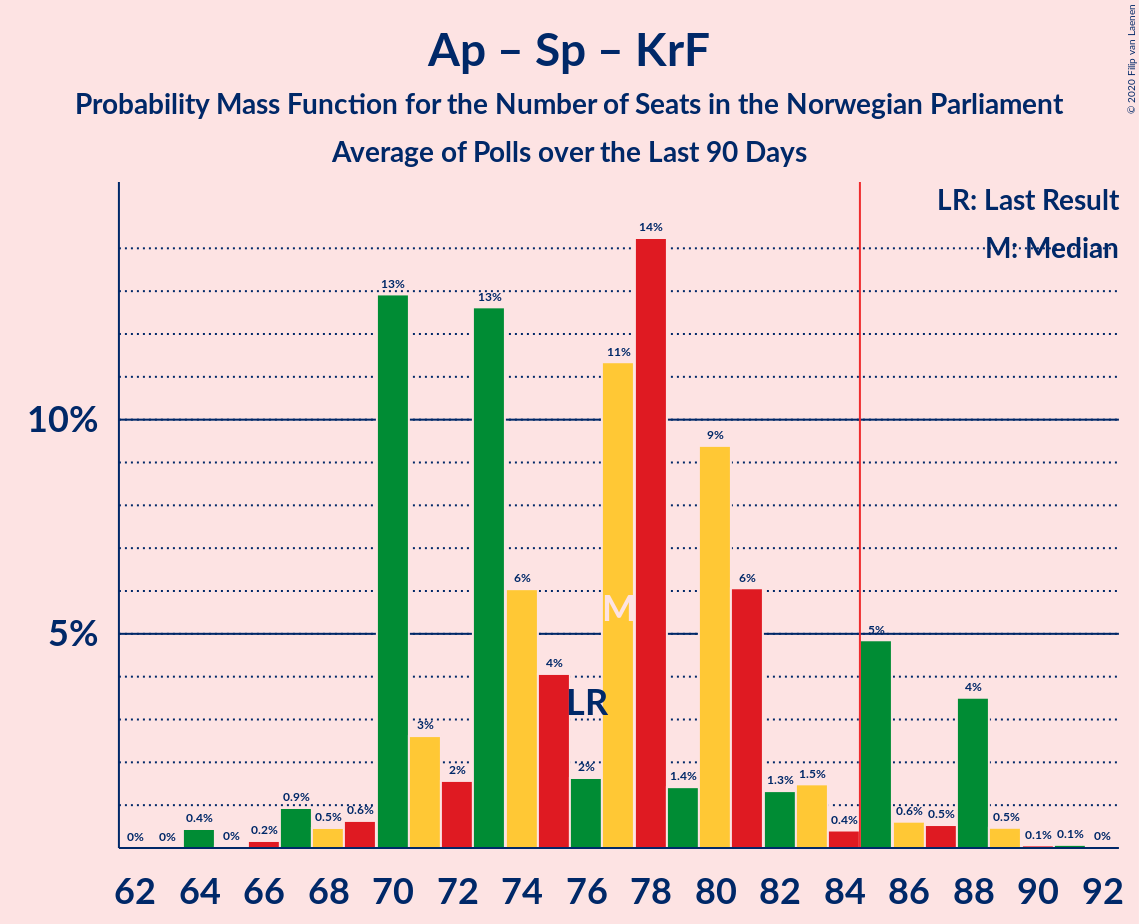 Ap – Sp – KrF
Probability Mass Function for the Number of Seats in the Norwegian Parliament
Average of Polls over the Last 90 Days
© 2020 Filip van Laenen
LR: Last Result
M: Median
10%
5%
0% 0% 0.4% 0% 0.2% 0.9% 0.5% 0.6% 13% 3% 2% 13% 6% 4% 2% 11% 14% 1.4% 9% 6% 1.3% 1.5% 0.4% 5% 0.6% 0.5% 4% 0.5% 0.1% 0.1% 0%
M
LR
62 64 66 68 70 72 74 76 78 80 82 84 86 88 90 92